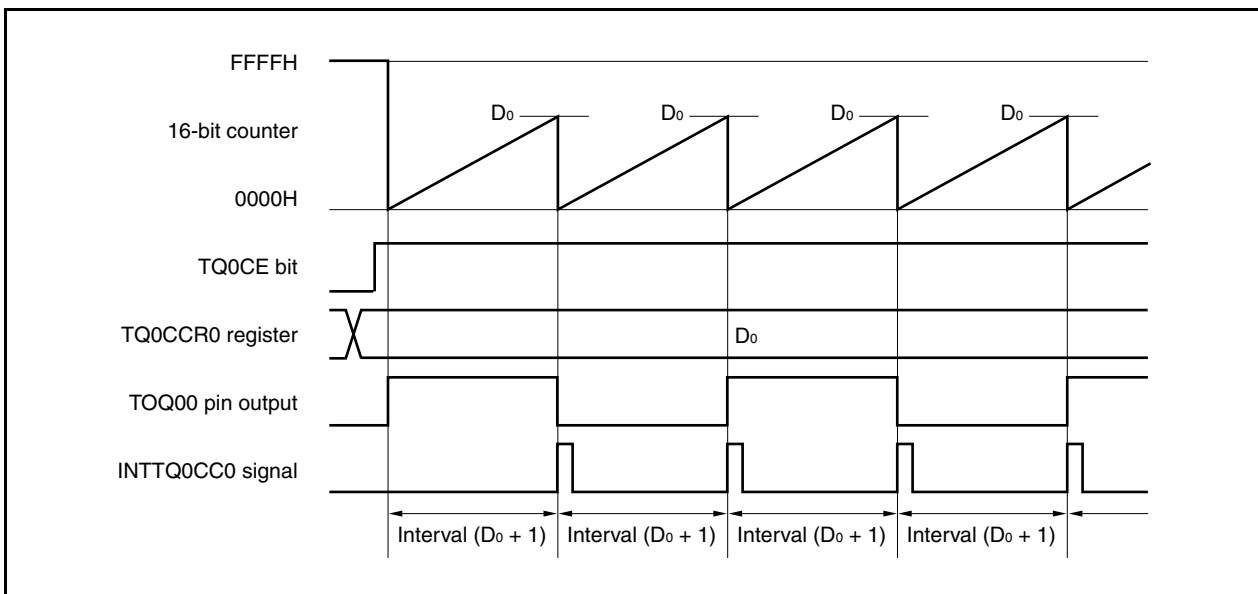 FFFFH
D0 D0 D0 D0
16-bit counter
0000H
TQ0CE bit
TQ0CCR0 register D0
TOQ00 pin output
INTTQ0CC0 signal
Interval (D0 + 1) Interval (D0 + 1) Interval (D0 + 1) Interval (D0 + 1)